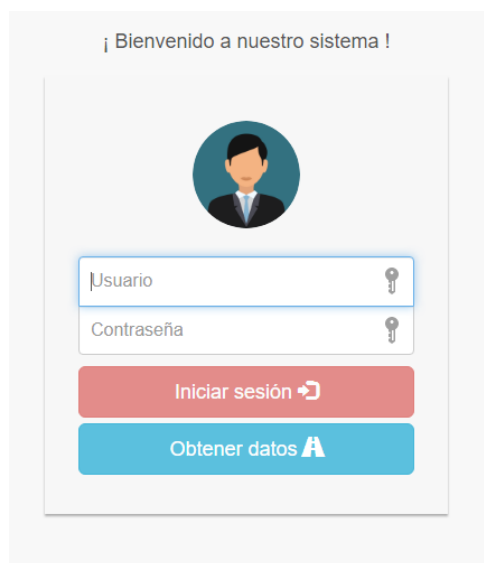 ¡ Bienvenido a nuestro sistema !
Usuario
Contraseña
Iniciar sesión
Obtener datos